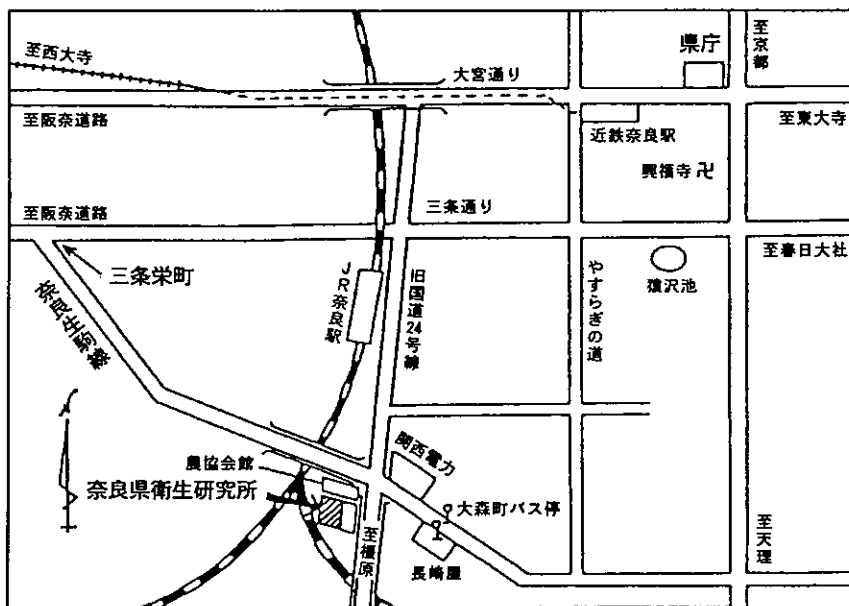 至西大寺
大宮通り
県庁
至京都
至阪奈道路
近鉄奈良駅
至東大寺
興福寺卍
至阪奈道路
三条通り
至春日大社
三条栄町
JR奈良駅
旧国道24号線
やすらぎの道
猿沢池
奈良生駒線
関西電力
農協会館
奈良県衛生研究所
大森町バス停
至橿原
長崎屋
至天理